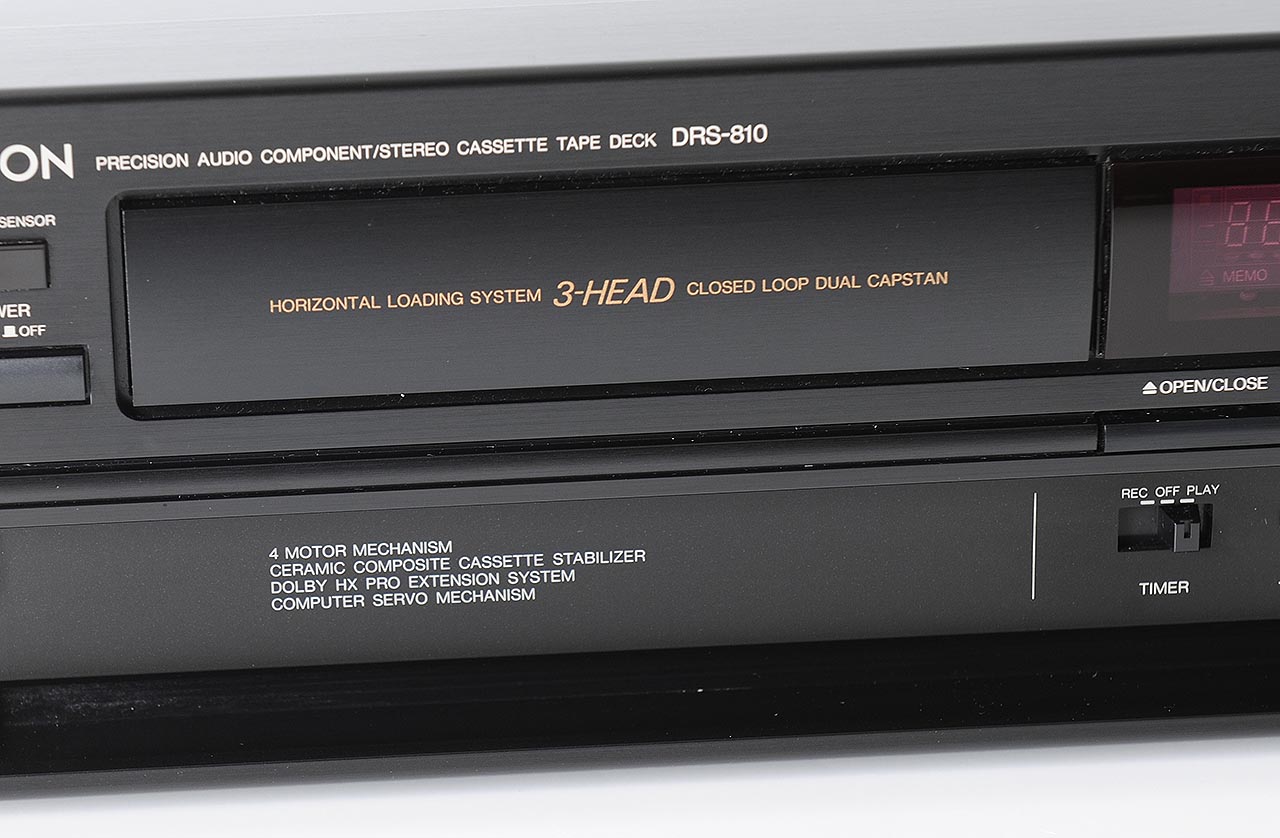 ON PRECISION AUDIO COMPONENT/STEREO CASSETTE TAPE DECK DRS-810
SENSOR
HORIZONTAL LOADING SYSTEM 3-HEAD CLOSED LOOP DUAL CAPSTAN
MEMO
WER
OFF
OPEN/CLOSE
REC OFF PLAY
4 MOTOR MECHANISM
CERAMIC COMPOSITE CASSETTE STABILIZER
DOLBY HX PRO EXTENSION SYSTEM
COMPUTER SERVO MECHANISM
TIMER